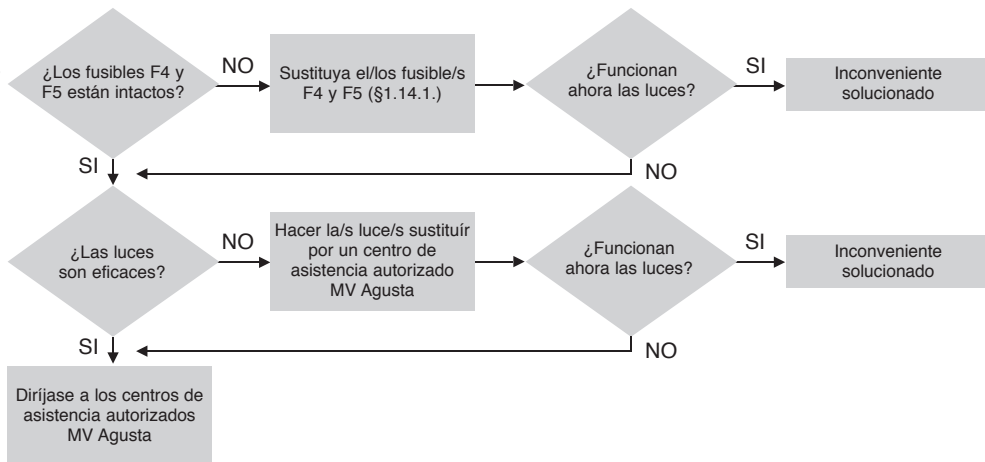 ¿Los fusibles F4 y
F5 están intactos?
NO
Sustituya el/los fusible/s
F4 y F5 (§1.14.1.)
¿Funcionan
ahora las luces?
SI
Inconveniente
solucionado
SI
NO
¿Las luces
son eficaces?
NO
Hacer la/s luce/s sustituír
por un centro de
asistencia autorizado
MV Agusta
¿Funcionan
ahora las luces?
SI
Inconveniente
solucionado
SI
NO
Diríjase a los centros de
asistencia autorizados
MV Agusta